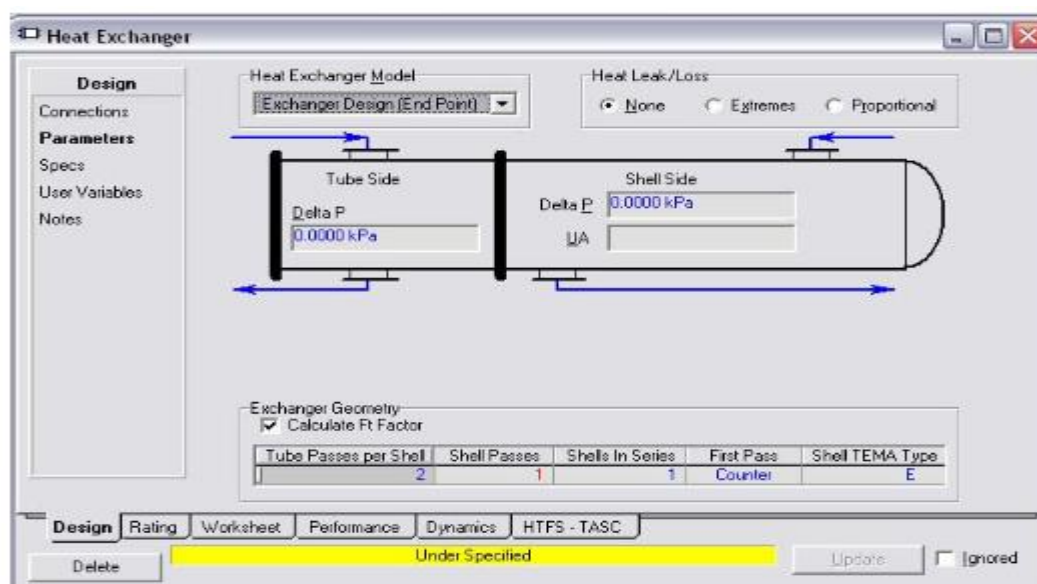 Heat Exchanger
Design
Connections
Parameters
Specs
User Variables
Notes
Heat Exchanger Model
Exchanger Design (End Point)
Heat Leak/Loss
None
Extremes
Proportional
Tube Side
Delta P
0.0000 kPa
Shell Side
Delta P
0.0000 kPa
UA
Exchanger Geometry
Calculate Ft Factor
Tube Passes per Shell
Shell Passes
Shells In Series
First Pass
Shell TEMA Type
2
1
1
Counter
E
Design
Rating
Worksheet
Performance
Dynamics
HTFS - TASC
Delete
Under Specified
Update
Ignored